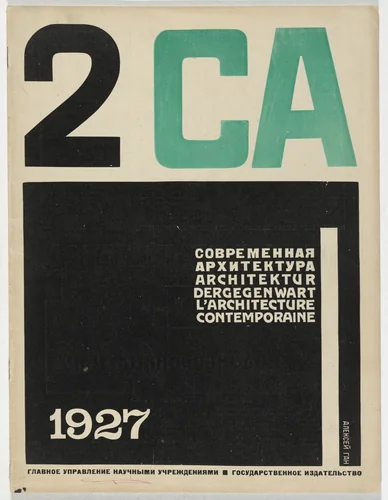 2 СА
СОВРЕМЕННАЯ
АРХИТЕКТУРА
ARCHITEKTUR
DERGEGENWART
L'ARCHITECTURE
CONTEMPORAINE
1927
АЛЕКСЕЙ ГАН
ГЛАВНОЕ УПРАВЛЕНИЕ НАУЧНЫМИ УЧРЕЖДЕНИЯМИ ■ ГОСУДАРСТВЕННОЕ ИЗДАТЕЛЬСТВО